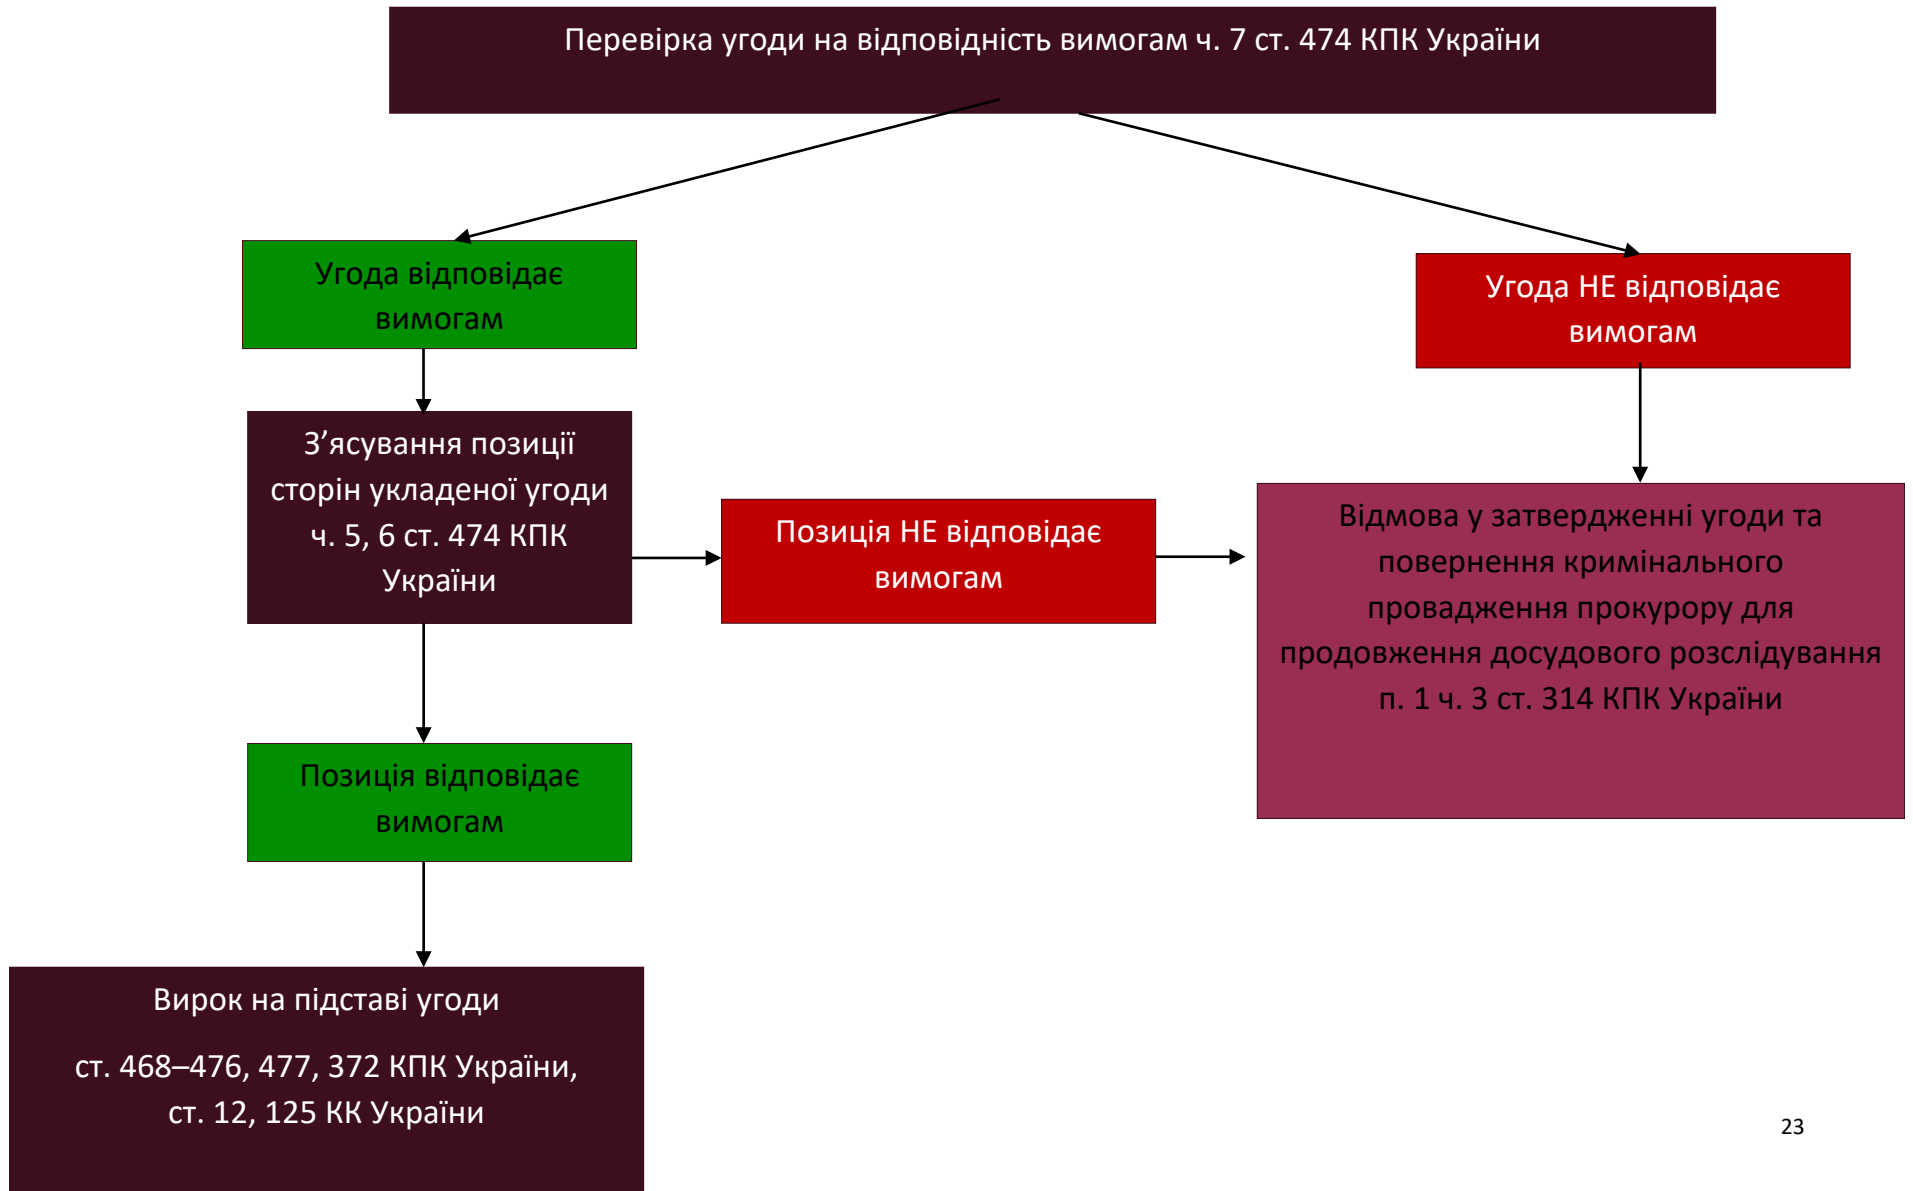 Перевірка угоди на відповідність вимогам ч. 7 ст. 474 КПК України
Угода відповідає
вимогам
Угода НЕ відповідає
вимогам
З’ясування позиції
сторін укладеної угоди
ч. 5, 6 ст. 474 КПК
України
Позиція НЕ відповідає
вимогам
Відмова у затвердженні угоди та
повернення кримінального
провадження прокурору для
продовження досудового розслідування
п. 1 ч. 3 ст. 314 КПК України
Позиція відповідає
вимогам
Вирок на підставі угоди
ст. 468–476, 477, 372 КПК України,
ст. 12, 125 КК України
23